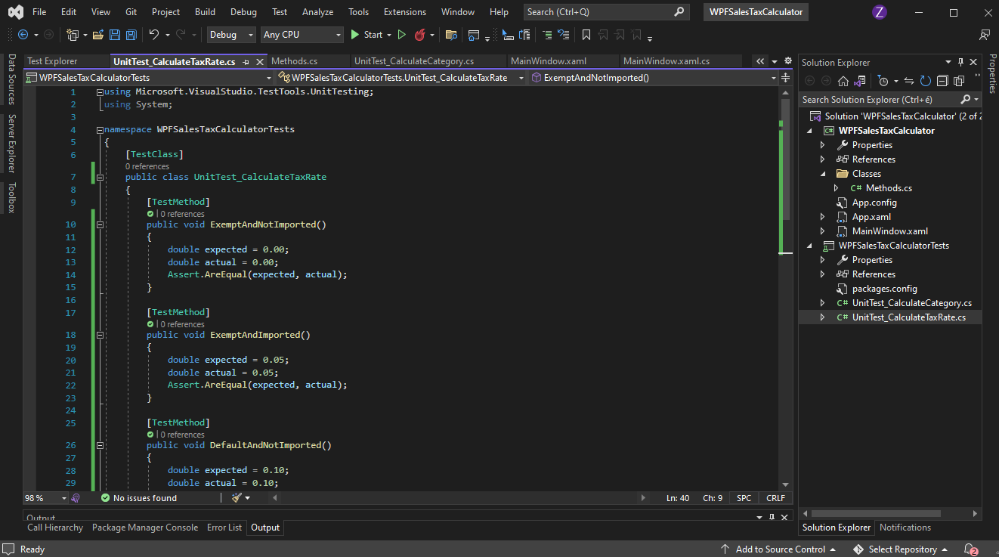 File Edit View Git Project Build Debug Test Analyze Tools Extensions Window Help Search (Ctrl+Q) WPFSalesTaxCalculator Z
Debug Any CPU Start
Test Explorer UnitTest_CalculateTaxRate.cs Methods.cs UnitTest_CalculateCategory.cs MainWindow.xaml MainWindow.xaml.cs
WPFSalesTaxCalculatorTests WPFSalesTaxCalculatorTests.UnitTest_CalculateTaxRate ExemptAndNotImported()
Data Sources
Server Explorer
Toolbox
1 using Microsoft.VisualStudio.TestTools.UnitTesting;
2 using System;
3
4 namespace WPFSalesTaxCalculatorTests
5 {
6 [TestClass]
0 references
7 public class UnitTest_CalculateTaxRate
8 {
9 [TestMethod]
| 0 references
10 public void ExemptAndNotImported()
11 {
12 double expected = 0.00;
13 double actual = 0.00;
14 Assert.AreEqual(expected, actual);
15 }
16
17 [TestMethod]
| 0 references
18 public void ExemptAndImported()
19 {
20 double expected = 0.05;
21 double actual = 0.05;
22 Assert.AreEqual(expected, actual);
23 }
24
25 [TestMethod]
| 0 references
26 public void DefaultAndNotImported()
27 {
28 double expected = 0.10;
29 double actual = 0.10;
98 % No issues found Ln: 40 Ch: 9 SPC CRLF
Output
Call Hierarchy Package Manager Console Error List Output
Solution Explorer
Search Solution Explorer (Ctrl+é)
Solution 'WPFSalesTaxCalculator' (2 of 2
WPFSalesTaxCalculator
Properties
References
Classes
C# Methods.cs
App.config
App.xaml
MainWindow.xaml
WPFSalesTaxCalculatorTests
Properties
References
packages.config
C# UnitTest_CalculateCategory.cs
C# UnitTest_CalculateTaxRate.cs
Solution Explorer Notifications
Properties
Ready Add to Source Control Select Repository 2